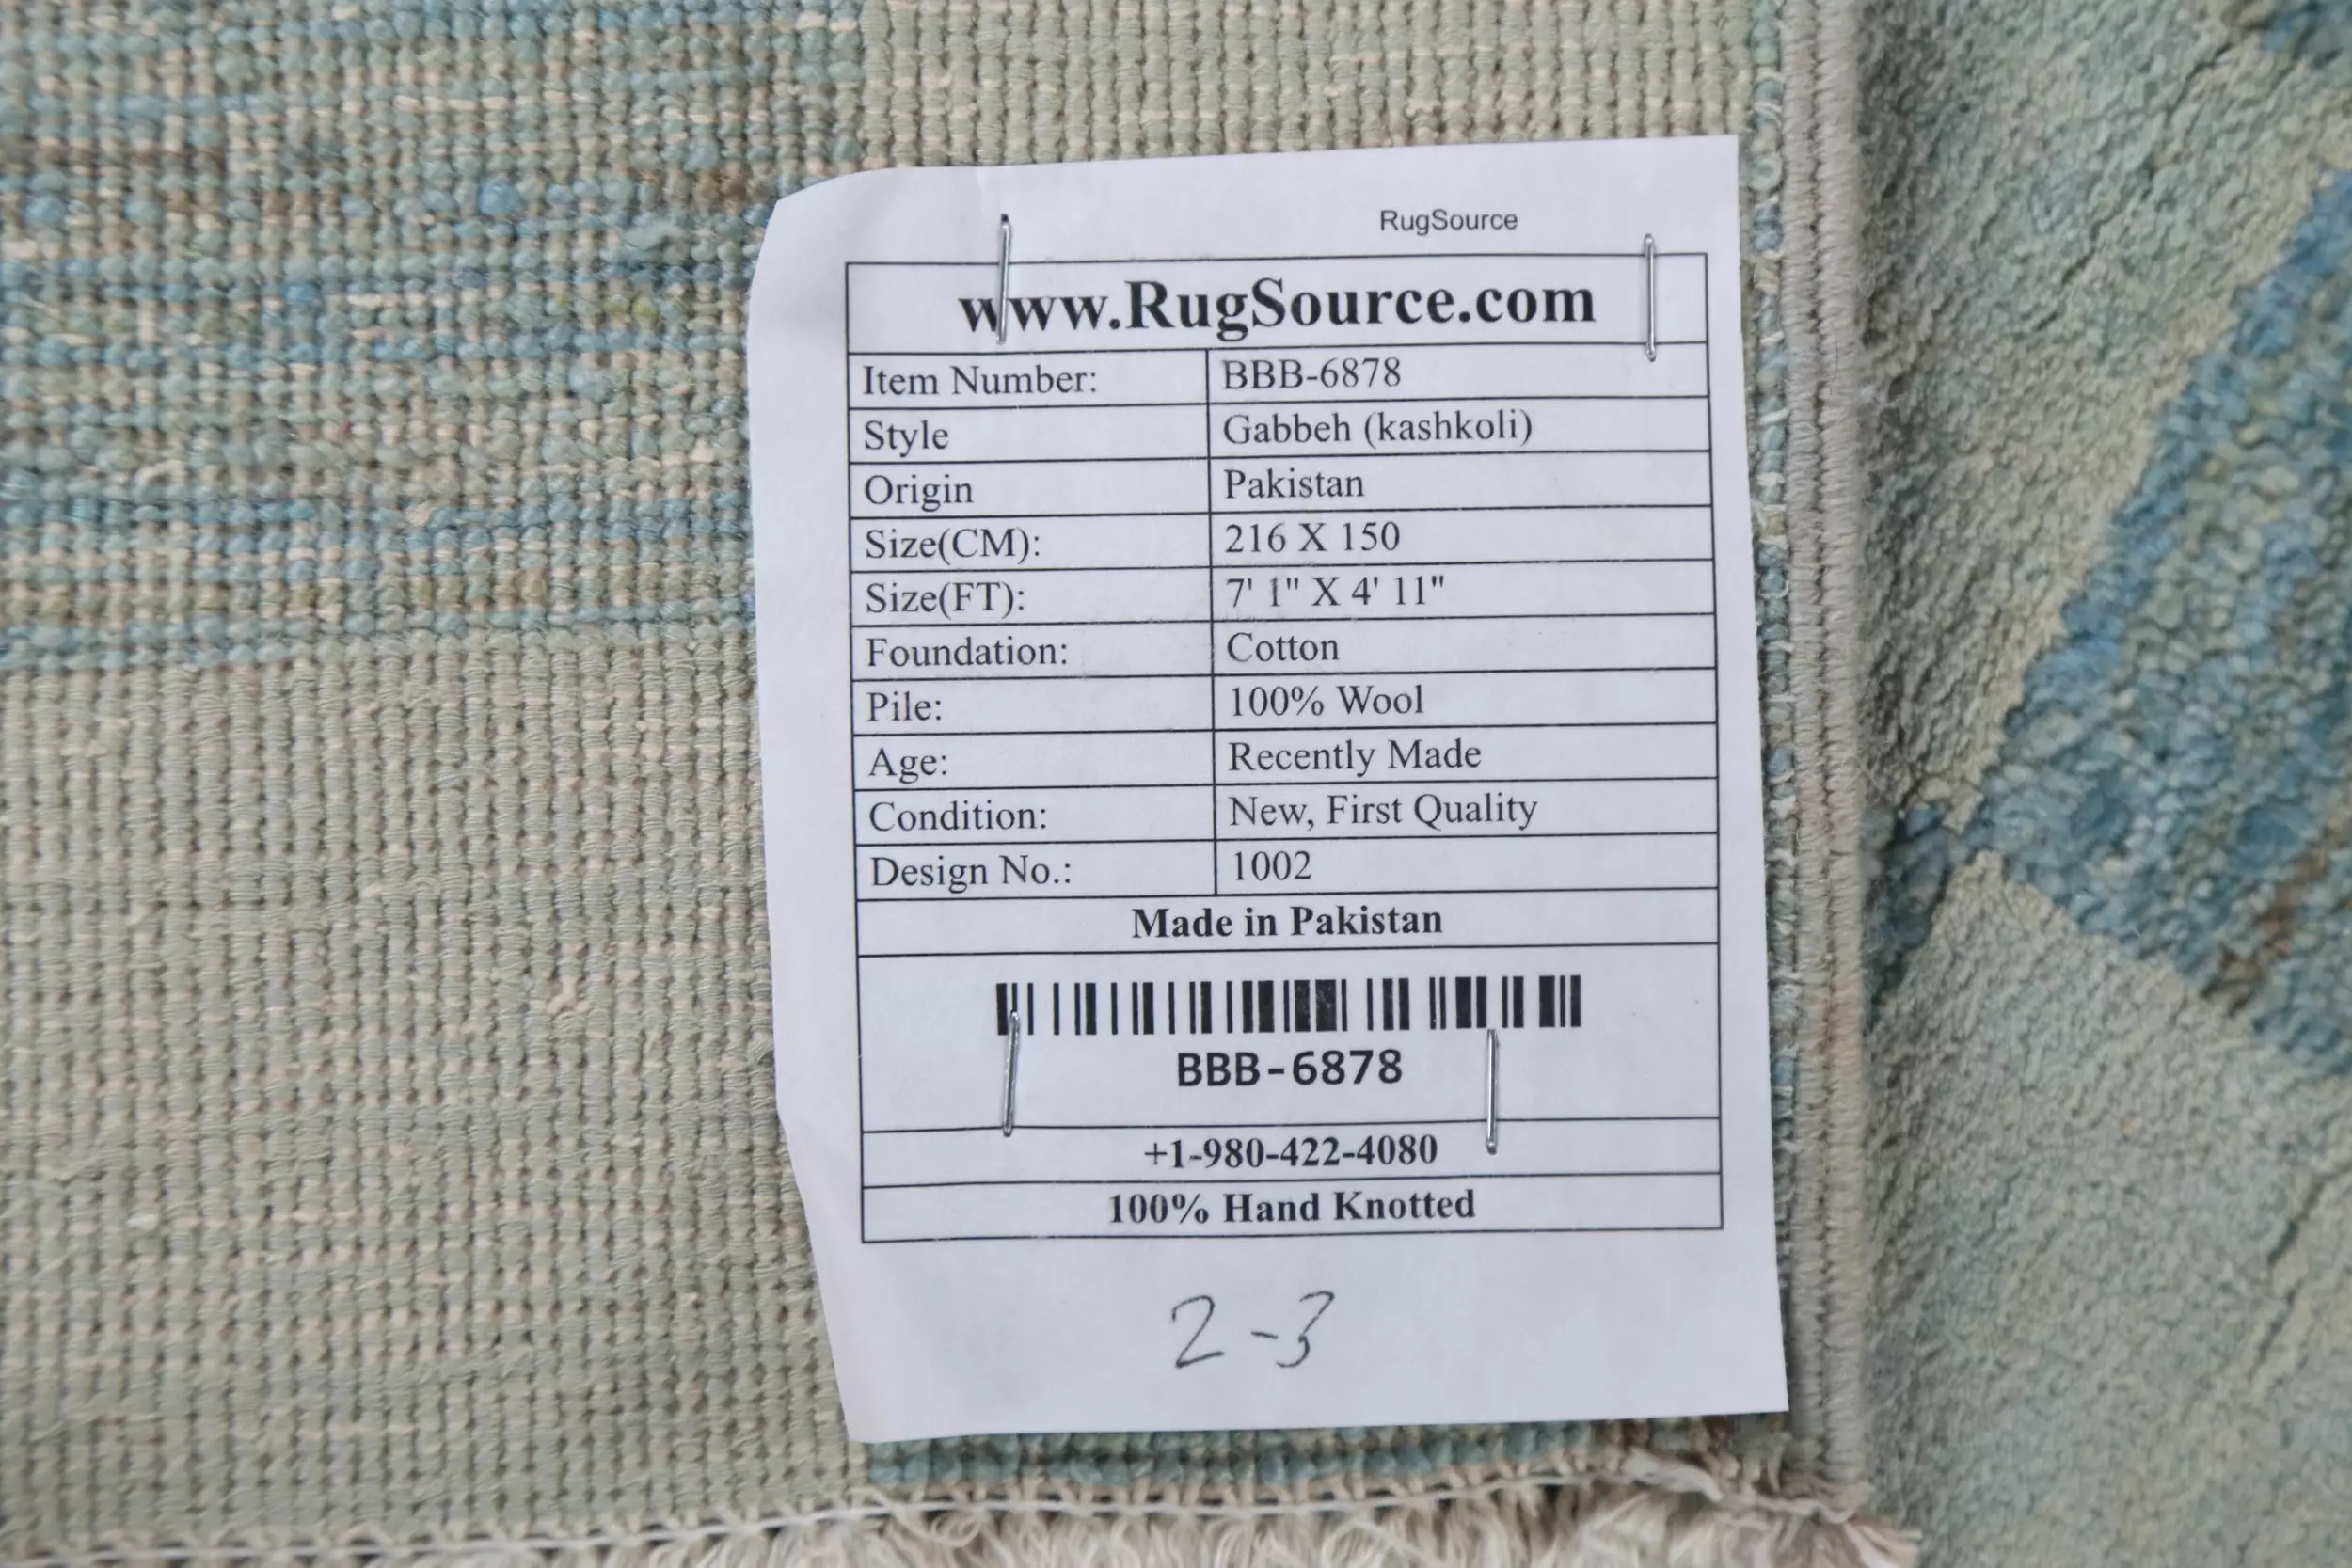 RugSource
www.RugSource.com
Item Number: BBB-6878
Style Gabbeh (kashkoli)
Origin Pakistan
Size(CM): 216 X 150
Size(FT): 7' 1" X 4' 11"
Foundation: Cotton
Pile: 100% Wool
Age: Recently Made
Condition: New, First Quality
Design No.: 1002
Made in Pakistan
BBB-6878
+1-980-422-4080
100% Hand Knotted
2-3